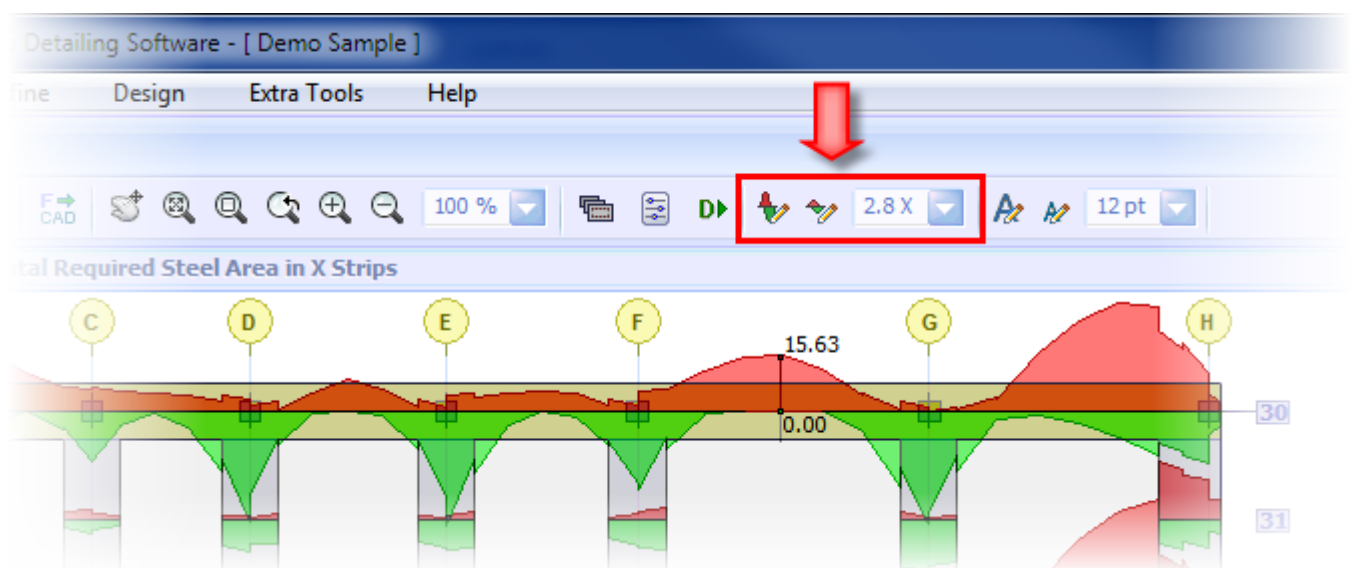 Detailing Software - [ Demo Sample ]
Design Extra Tools Help
F CAD 100 % D 2.8 X 12 pt
Required Steel Area in X Strips
C D E F G H
15.63
0.00
30
31